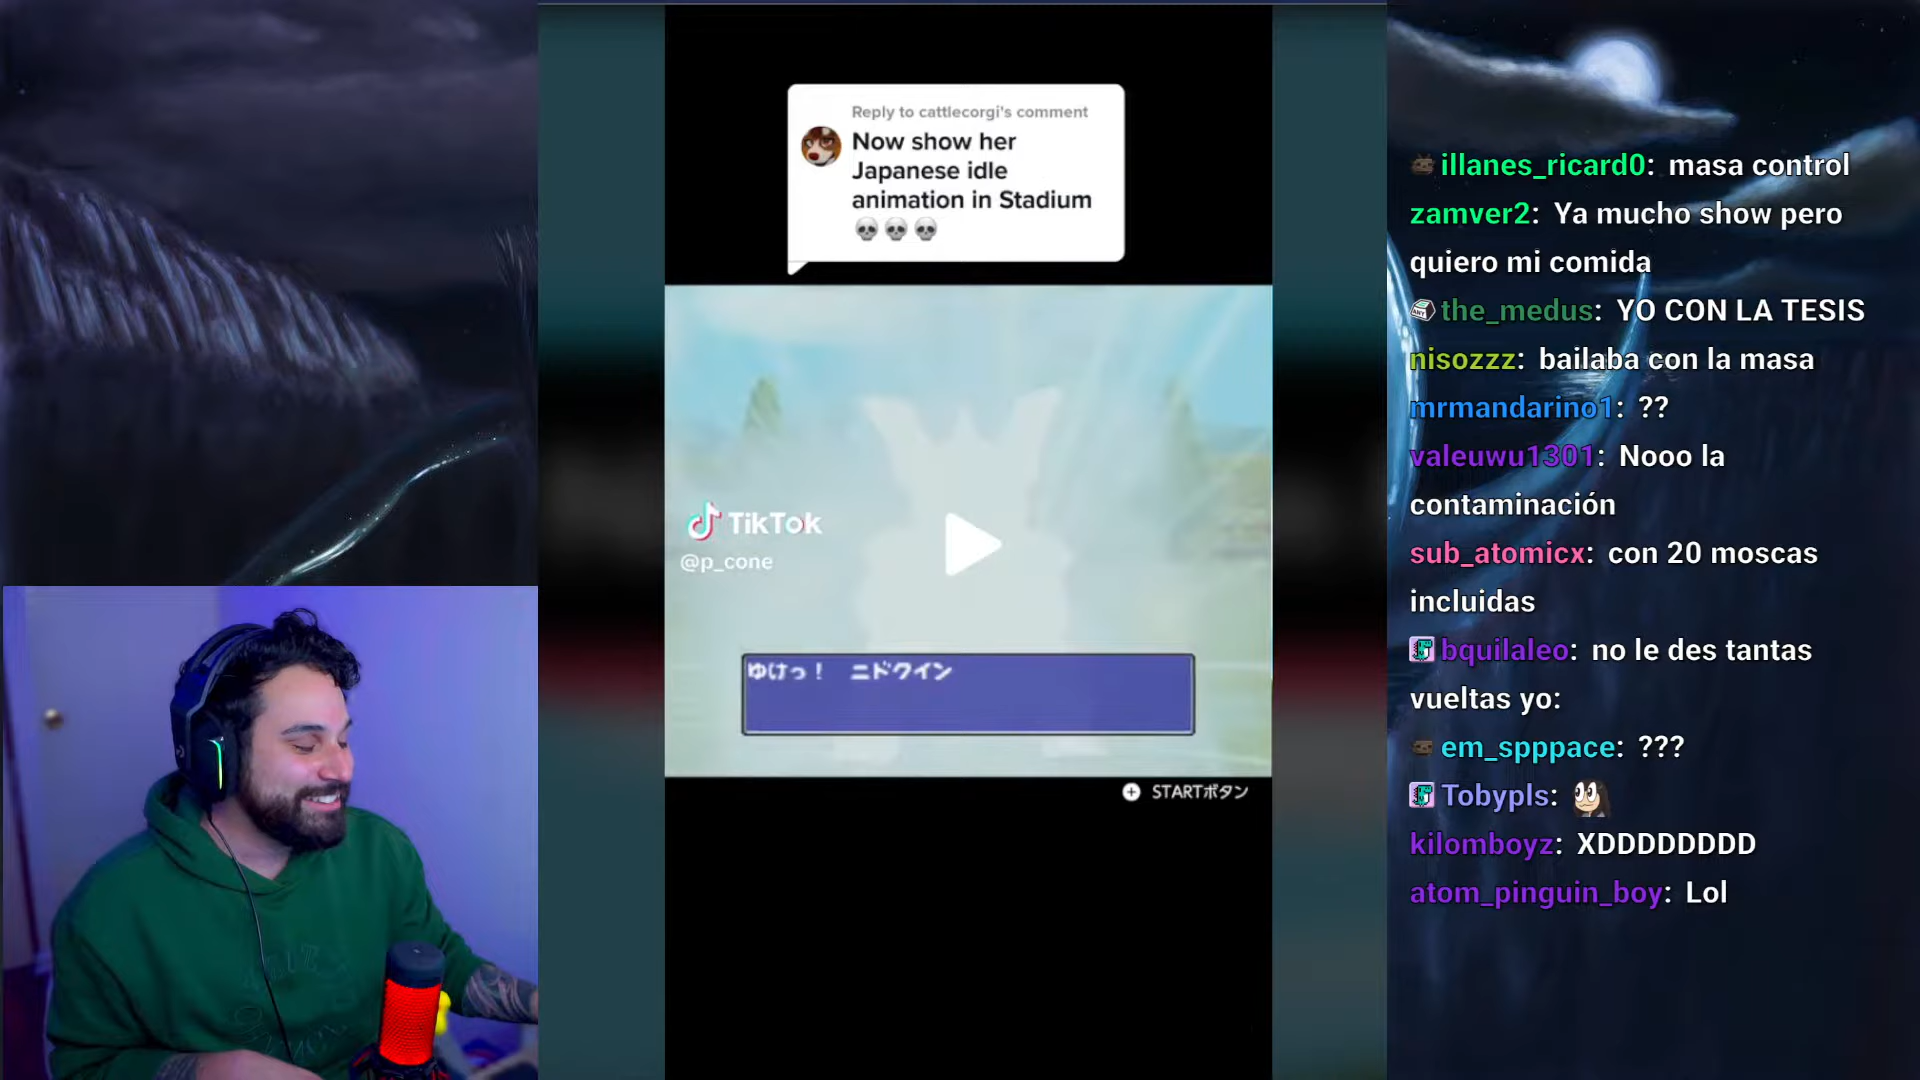 Reply to cattlecorgi's comment
Now show her
Japanese idle
animation in Stadium
💀💀💀
TikTok
@p_cone
ゆけっ！ ニドクイン
STARTボタン
illanes_ricard0: masa control
zamver2: Ya mucho show pero
quiero mi comida
the_medus: YO CON LA TESIS
nisozzz: bailaba con la masa
mrmandarino1: ??
valeuwu1301: Nooo la
contaminación
sub_atomicx: con 20 moscas
incluidas
bquilaleo: no le des tantas
vueltas yo:
em_spppace: ???
Tobypls:
kilomboyz: XDDDDDDDD
atom_pinguin_boy: Lol